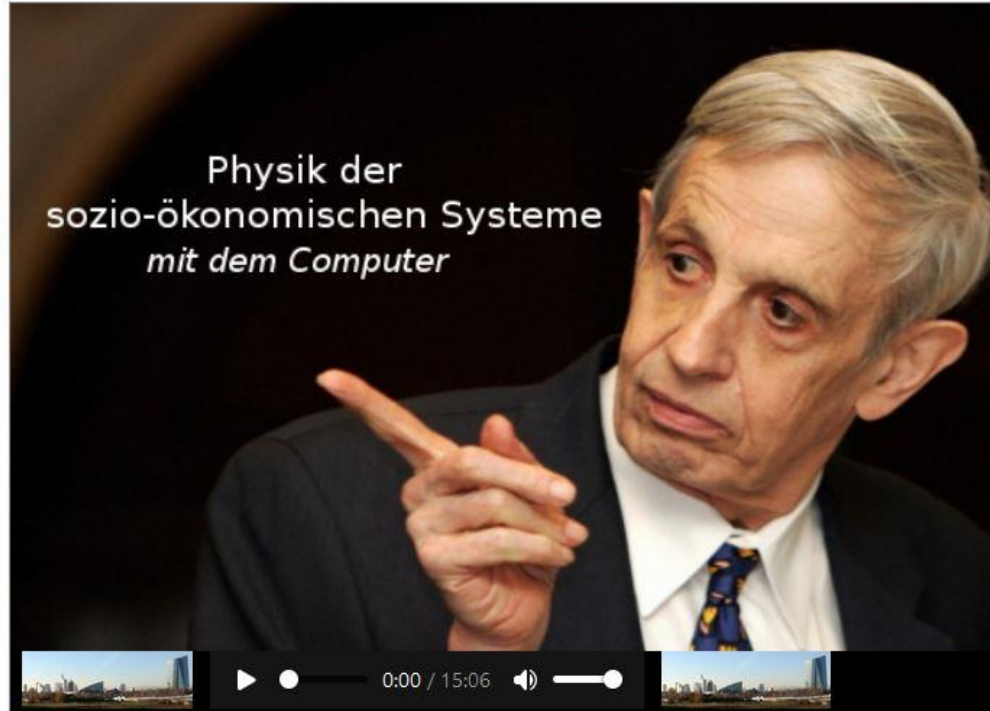 Physik der
sozio-ökonomischen Systeme
mit dem Computer
0:00 / 15:06